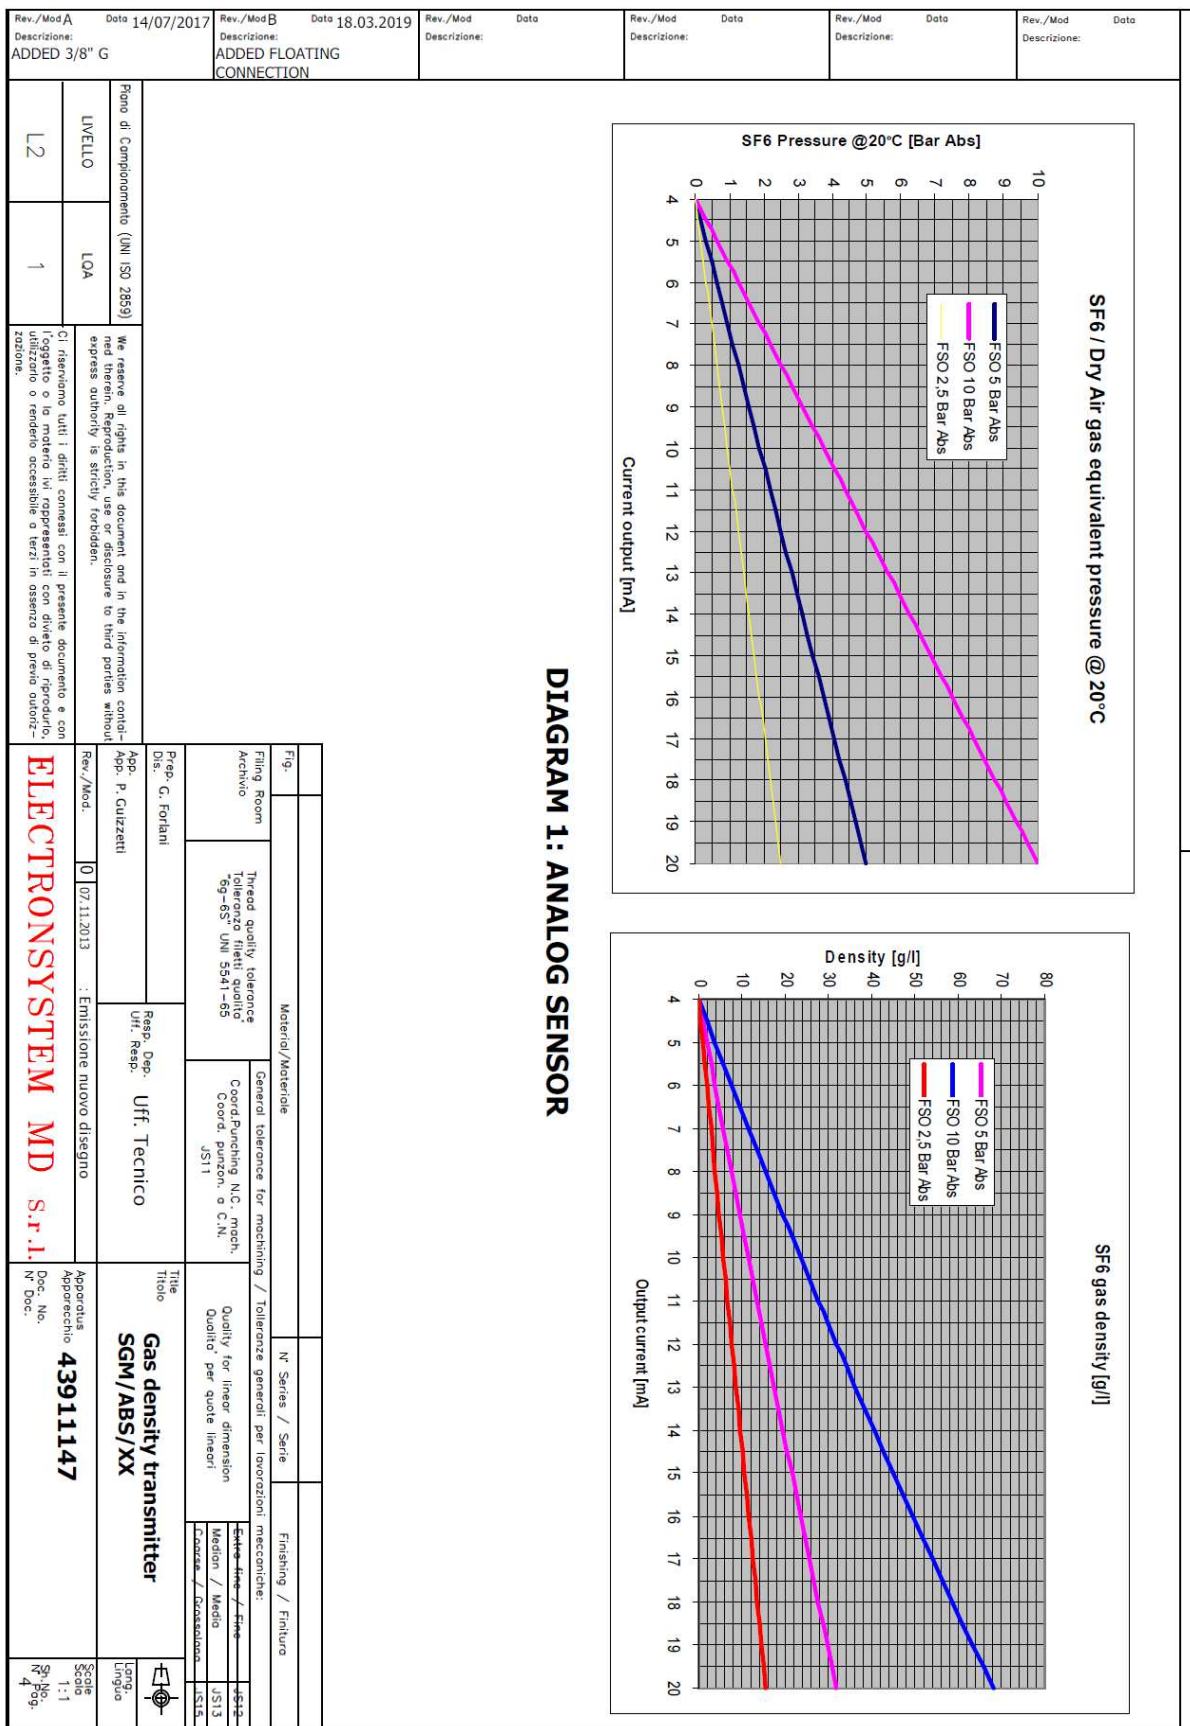 Rev./Mod A Data 14/07/2017
Descrizione:
ADDED 3/8" G
Rev./Mod B Data 18.03.2019
Descrizione:
ADDED FLOATING
CONNECTION
Rev./Mod Data
Descrizione:
Rev./Mod Data
Descrizione:
Rev./Mod Data
Descrizione:
Rev./Mod Data
Descrizione:
SF6 / Dry Air gas equivalent pressure @ 20°C
SF6 Pressure @20°C [Bar Abs]
10
9
8
7
6
5
4
3
2
1
0
FSO 5 Bar Abs
FSO 10 Bar Abs
FSO 2,5 Bar Abs
4 5 6 7 8 9 10 11 12 13 14 15 16 17 18 19 20
Current output [mA]
SF6 gas density [g/l]
Density [g/l]
80
70
60
50
40
30
20
10
0
FSO 5 Bar Abs
FSO 10 Bar Abs
FSO 2,5 Bar Abs
4 5 6 7 8 9 10 11 12 13 14 15 16 17 18 19 20
Output current [mA]
DIAGRAM 1: ANALOG SENSOR
Piano di Campionamento (UNI ISO 2859)
LIVELLO LQA
L2 1
We reserve all rights in this document and in the information contai-
ned therein. Reproduction, use or disclosure to third parties without
express authority is strictly forbidden.
Ci riserviamo tutti i diritti connessi con il presente documento e con
l'oggetto o la materia ivi rappresentati con divieto di riprodurlo,
utilizzarlo o renderlo accessibile a terzi in assenza di previa autoriz-
zazione.
Fig. Material/Materiale N° Series / Serie Finishing / Finitura
Filing Room
Archivio
Thread quality tolerance
Tolleranza filetti qualita'
"6g-6S" UNI 5541-65
General tolerance for machining / Tolleranze generali per lavorazioni meccaniche:
Coord.Punching N.C. mach.
Coord. punzon. a C.N.
JS11
Quality for linear dimension
Qualita' per quote lineari
Extra fine / Fine JS12
Median / Media JS13
Coarse / Grossolana JS15
Prep. G. Forlani
Dis.
App.
App. P. Guizzetti
Resp. Dep.
Uff. Resp. Uff. Tecnico
Title
Titolo
Gas density transmitter
SGM/ABS/XX
Lang.
Lingua
Rev./Mod. 0 07.11.2013 : Emissione nuovo disegno
ELECTRONSYSTEM MD S.r.l.
Apparatus
Apparecchio 43911147
Doc. No.
N° Doc.
Scale
Scala
1:1
Sh.No.
N° Pag.
4